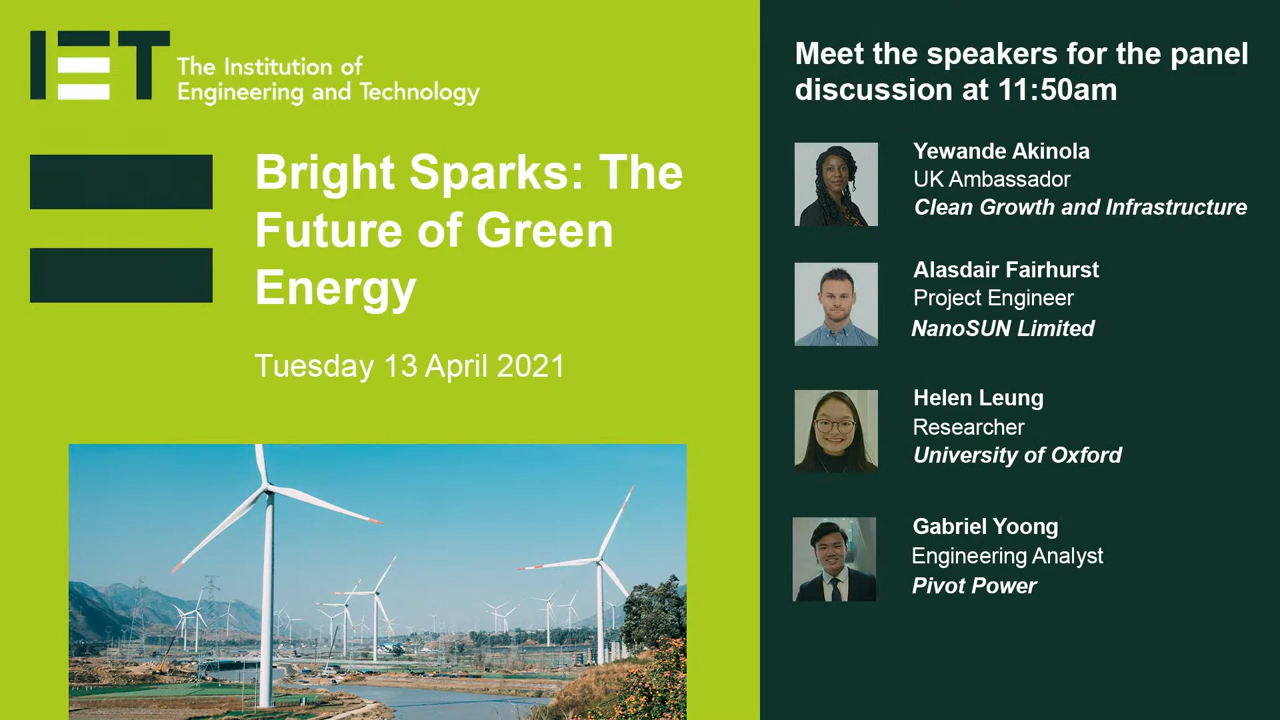 IET
The Institution of
Engineering and Technology
Bright Sparks: The
Future of Green
Energy
Tuesday 13 April 2021
Meet the speakers for the panel
discussion at 11:50am
Yewande Akinola
UK Ambassador
Clean Growth and Infrastructure
Alasdair Fairhurst
Project Engineer
NanoSUN Limited
Helen Leung
Researcher
University of Oxford
Gabriel Yoong
Engineering Analyst
Pivot Power